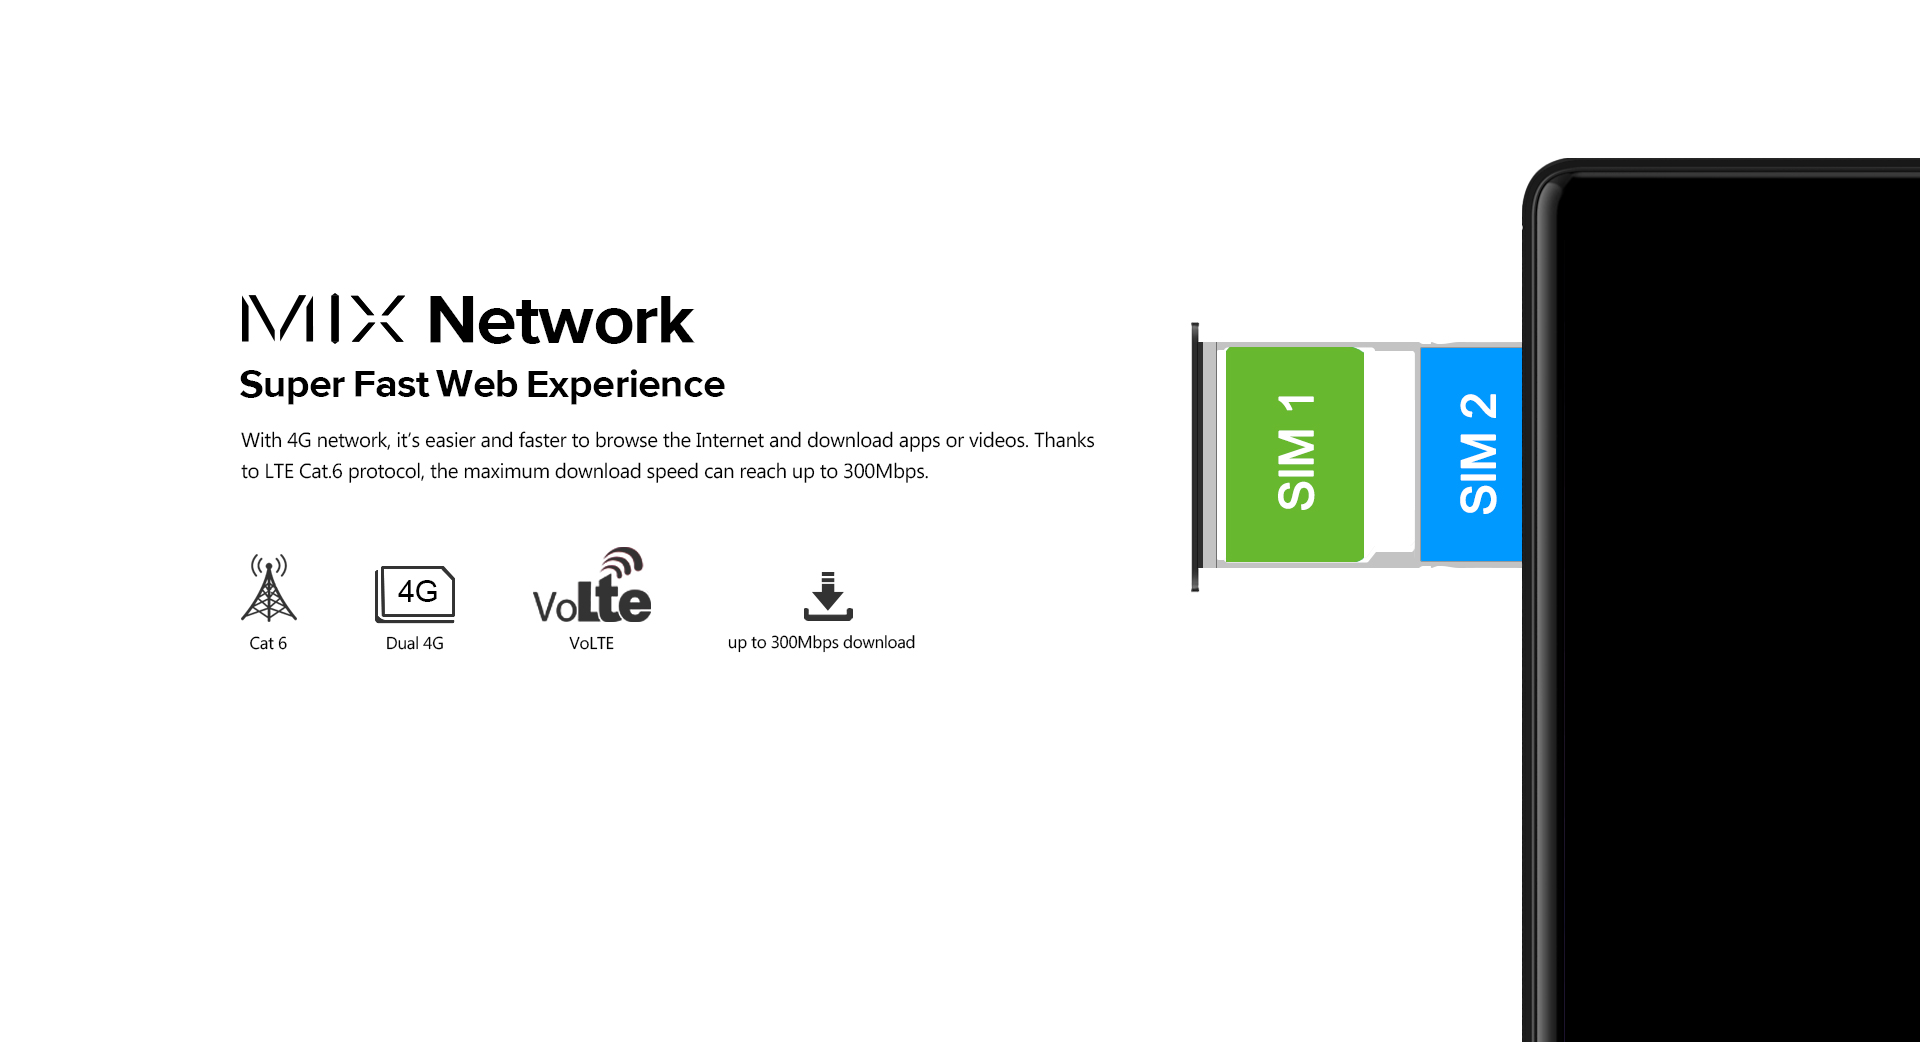 MIX Network
Super Fast Web Experience
With 4G network, it's easier and faster to browse the Internet and download apps or videos. Thanks
to LTE Cat.6 protocol, the maximum download speed can reach up to 300Mbps.
4G
VoLte
Cat 6
Dual 4G
VoLTE
up to 300Mbps download
SIM 1
SIM 2